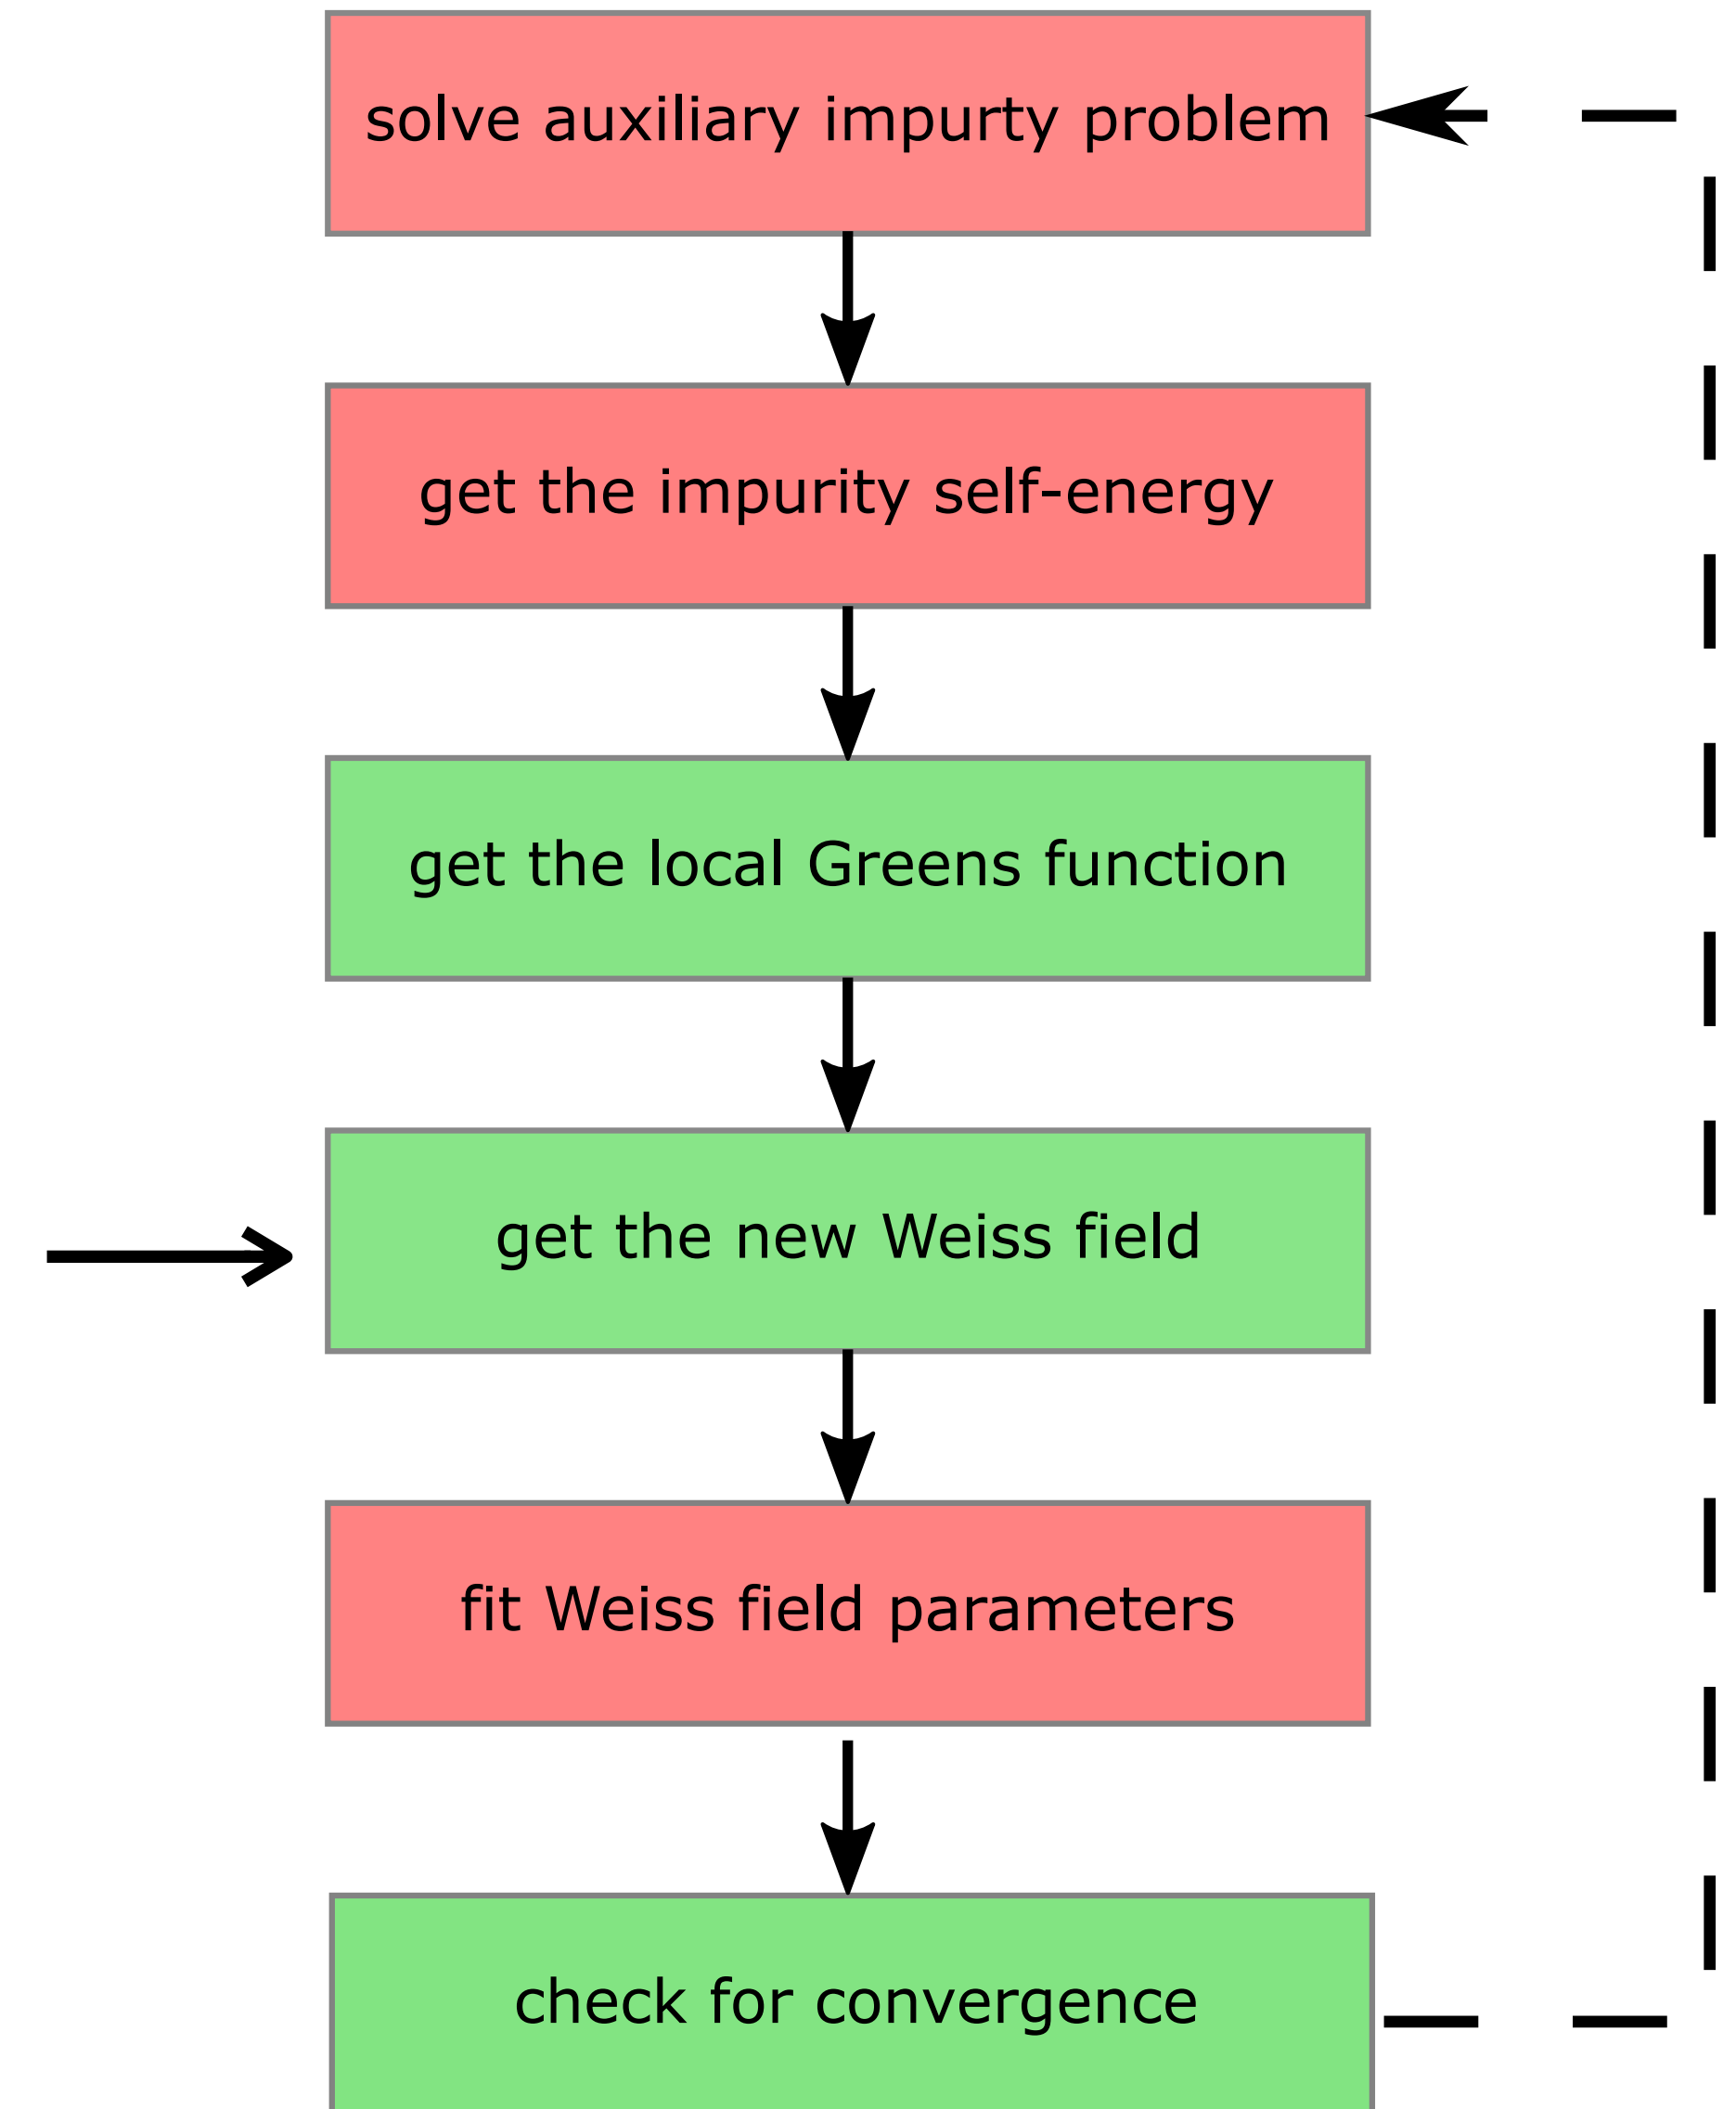 solve auxiliary impurty problem
get the impurity self-energy
get the local Greens function
get the new Weiss field
fit Weiss field parameters
check for convergence